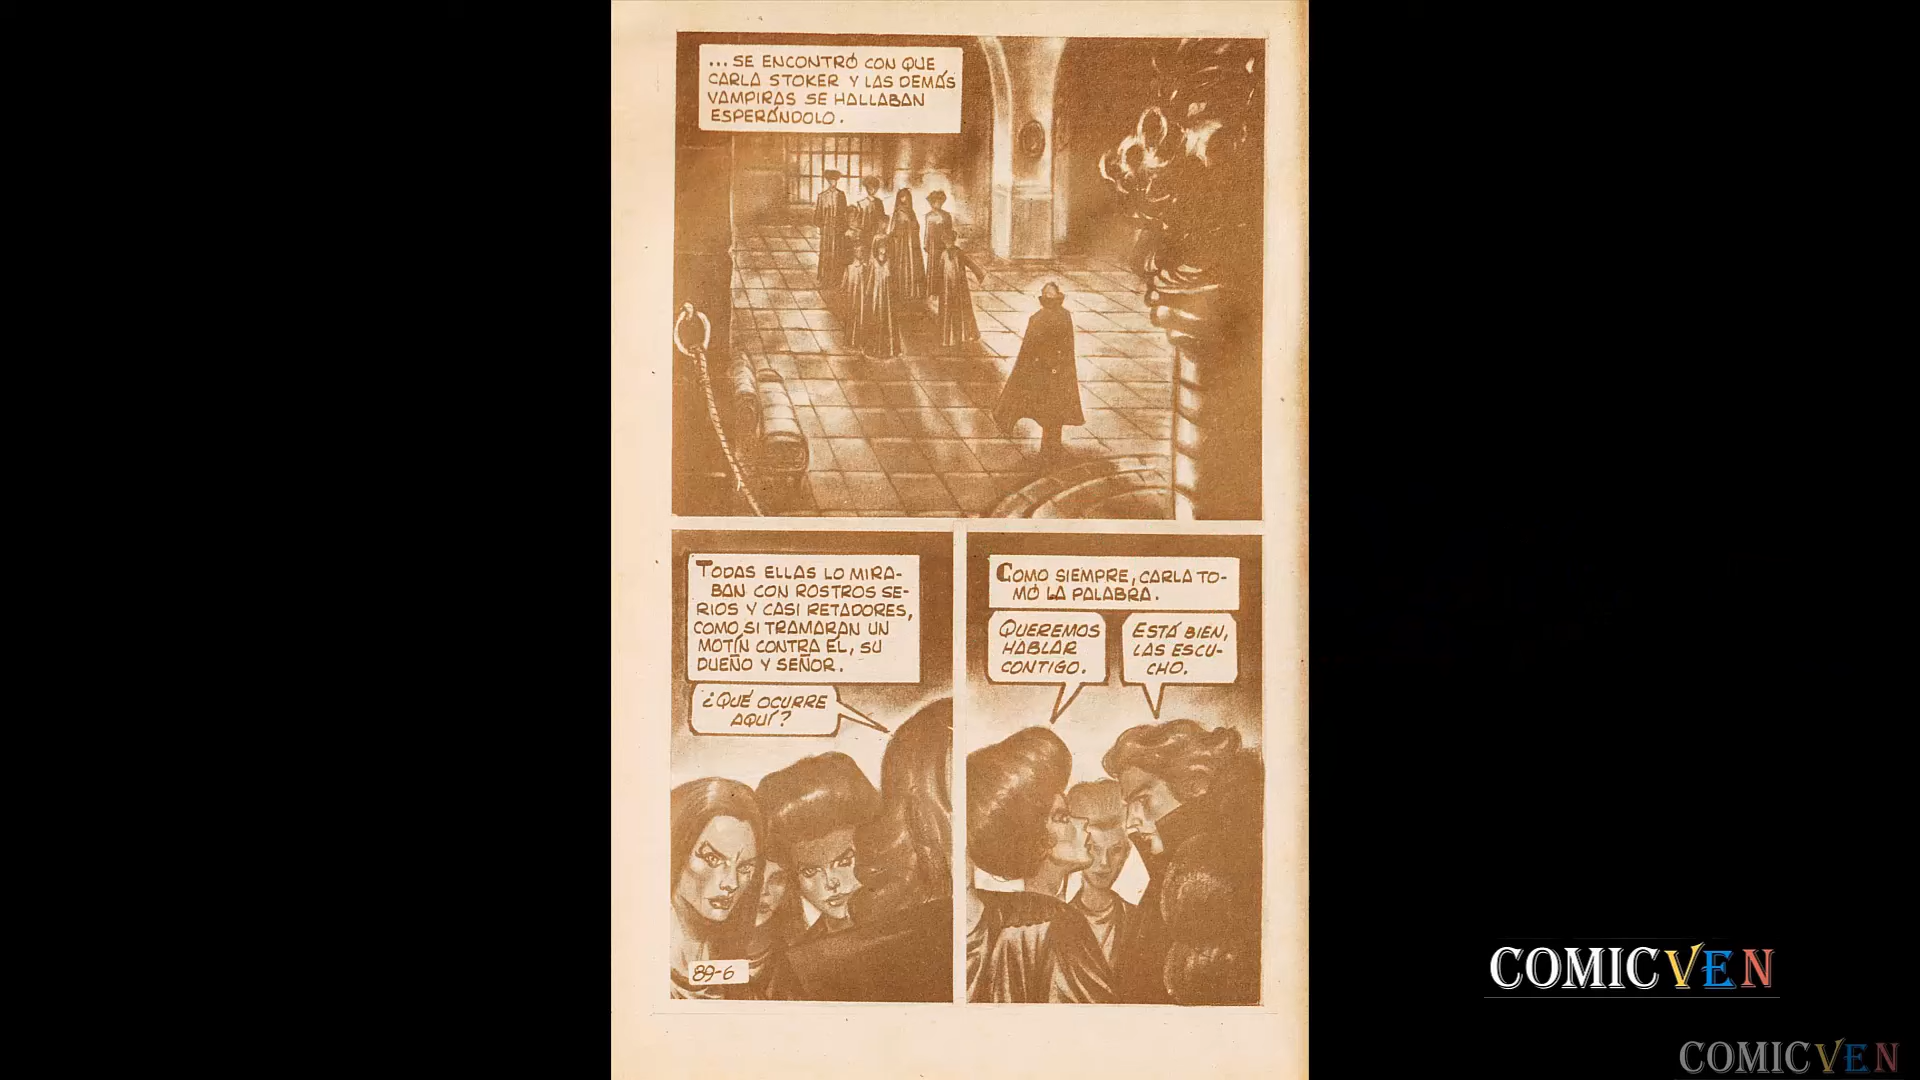 ...SE ENCONTRÓ CON QUE
CARLA STOKER Y LAS DEMÁS
VAMPIRAS SE HALLABAN
ESPERÁNDOLO.
TODAS ELLAS LO MIRA-
BAN CON ROSTROS SE-
RIOS Y CASI RETADORES,
COMO SI TRAMARAN UN
MOTÍN CONTRA ÉL, SU
DUEÑO Y SEÑOR.
¿QUÉ OCURRE
AQUÍ?
89-6
COMO SIEMPRE, CARLA TO-
MÓ LA PALABRA.
QUEREMOS
HABLAR
CONTIGO.
ESTÁ BIEN,
LAS ESCU-
CHO.
COMICVEN
COMICVEN